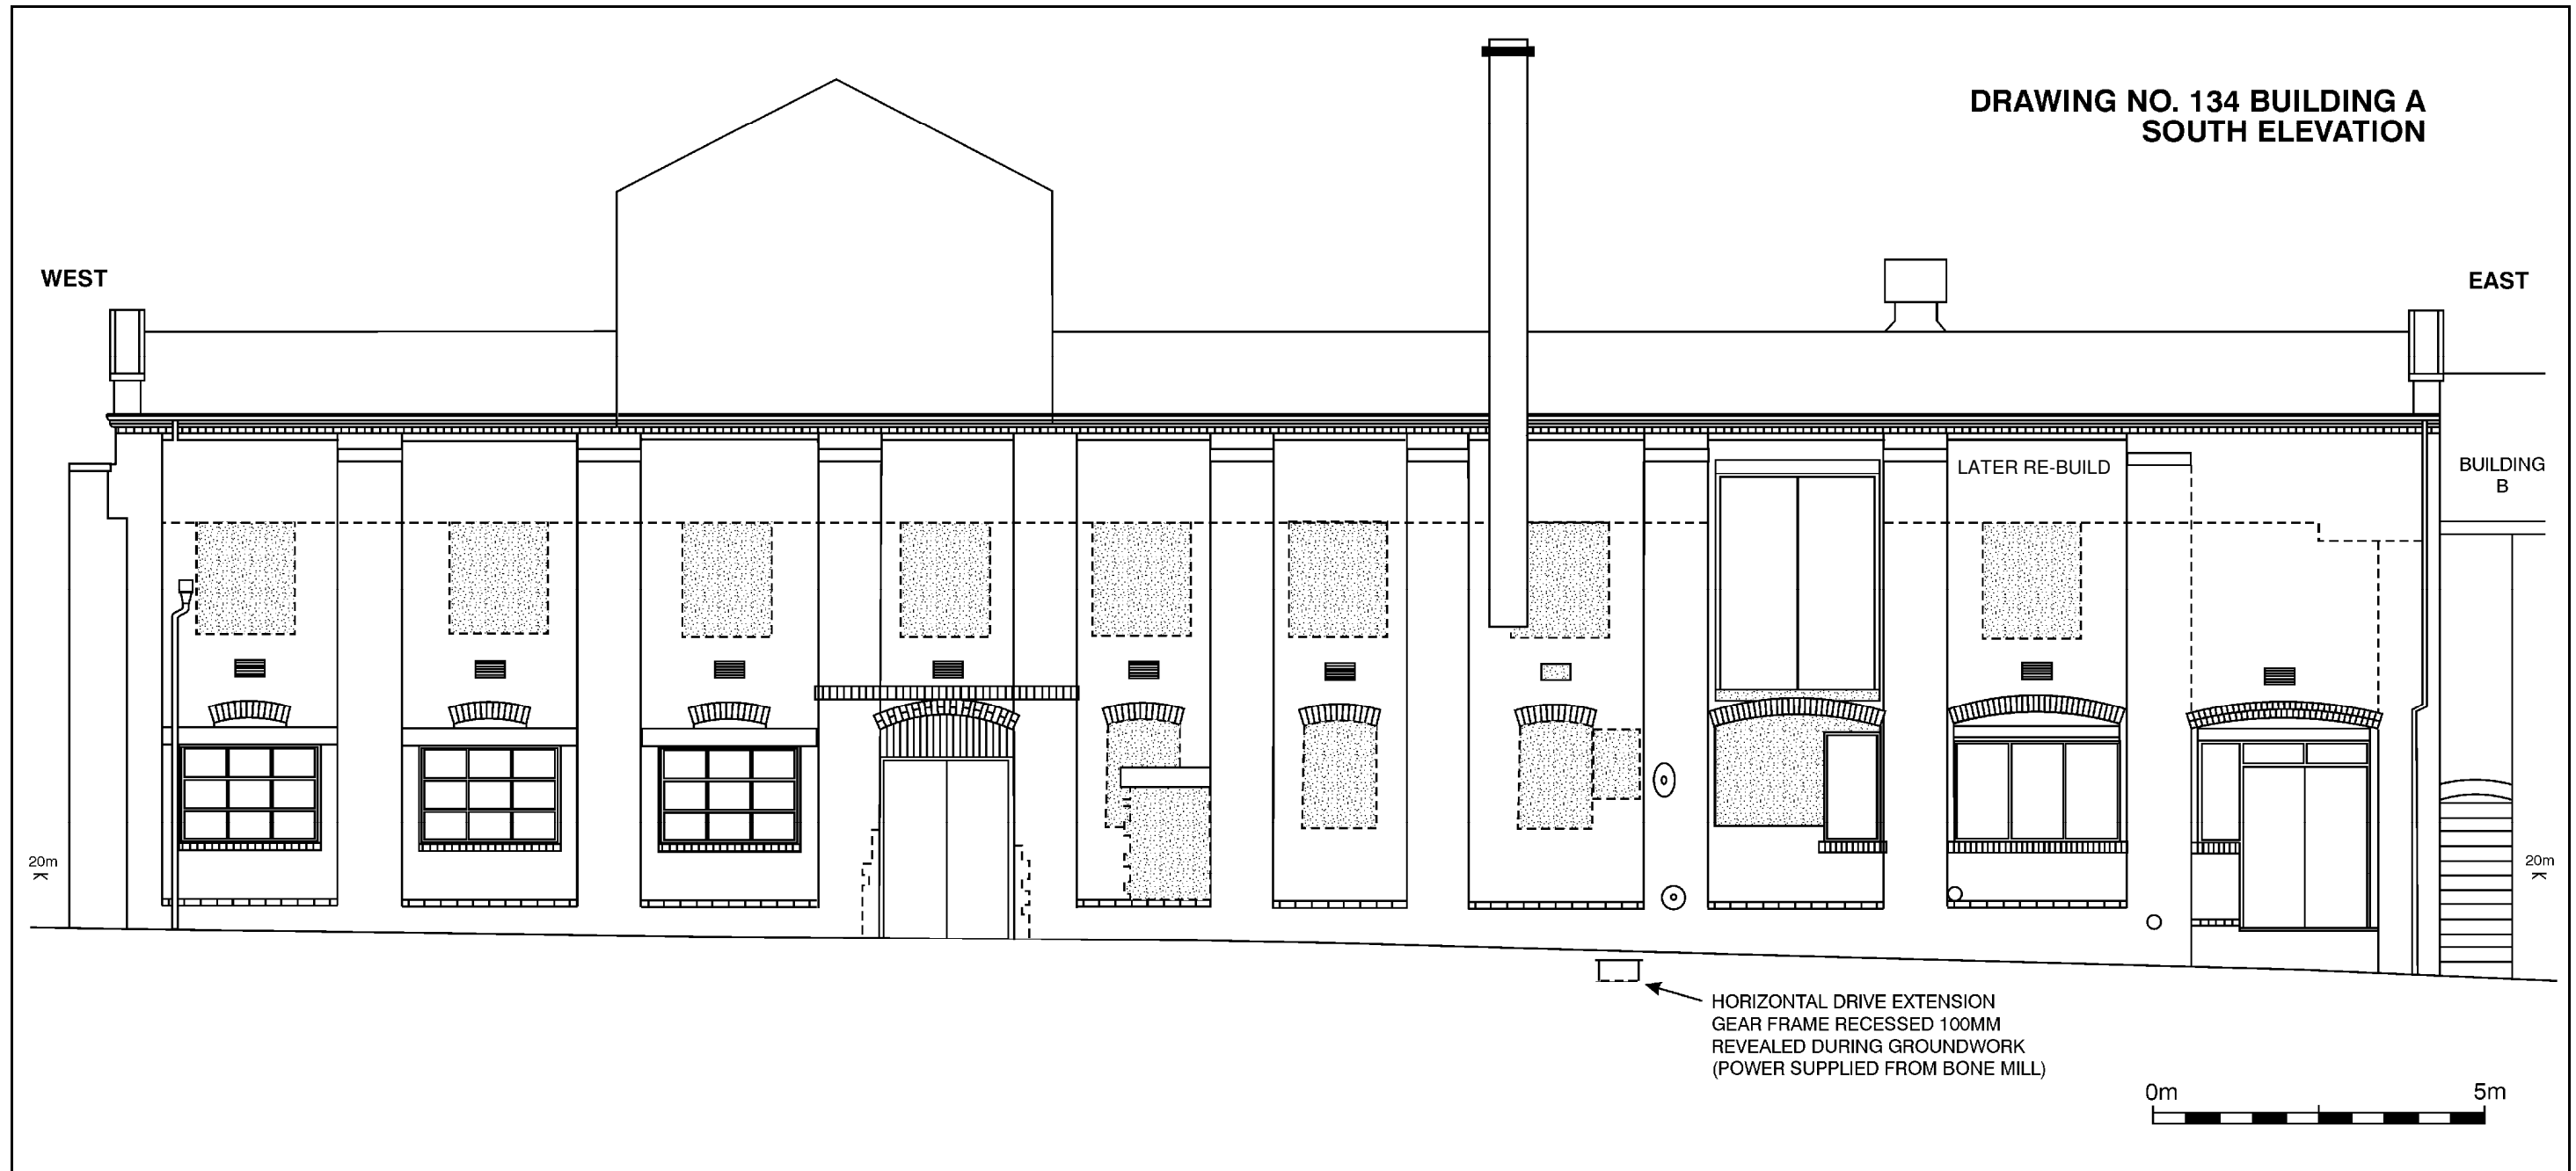 DRAWING NO. 134 BUILDING A
SOUTH ELEVATION
WEST
EAST
LATER RE-BUILD
BUILDING
B
20m
20m
HORIZONTAL DRIVE EXTENSION
GEAR FRAME RECESSED 100MM
REVEALED DURING GROUNDWORK
(POWER SUPPLIED FROM BONE MILL)
0m 5m